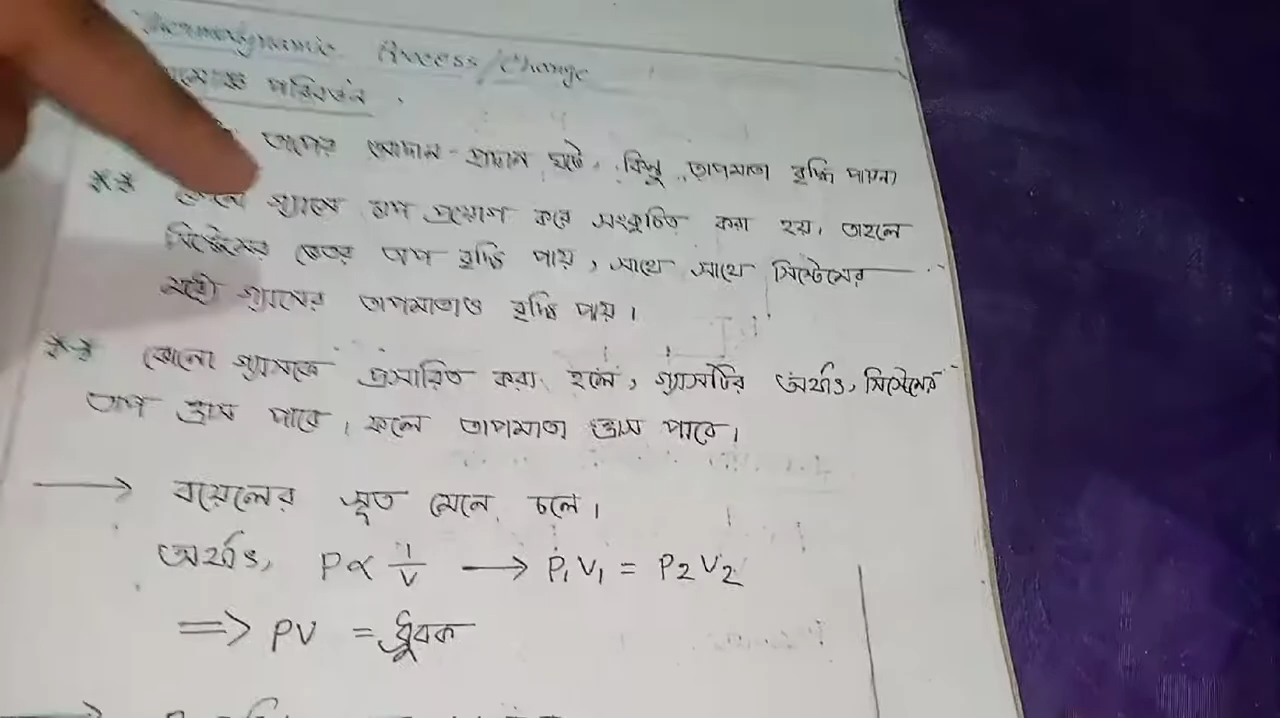 Thermodynamic Process/Change
পরিবর্তন,
তাপের আদান-প্রদান ঘটে, কিন্তু তাপমাত্রা বৃদ্ধি পায়না
** কোনো গ্যাসে চাপ প্রয়োগ করে সংকুচিত করা হয়, তাহলে
সিস্টেমের ভেতর চাপ বৃদ্ধি পায়, সাথে সাথে সিস্টেমের
মধ্যে গ্যাসের তাপমাত্রাও বৃদ্ধি পায়।
** কোনো গ্যাসকে প্রসারিত করা হলে, গ্যাসটির অর্থাৎ, সিস্টেমের
চাপ হ্রাস পাবে। ফলে তাপমাত্রা হ্রাস পাবে।
→ বয়েলের সূত্র মেনে চলে।
অর্থাৎ, P ∝ 1/V → P₁V₁ = P₂V₂
⇒ PV = ধ্রুবক